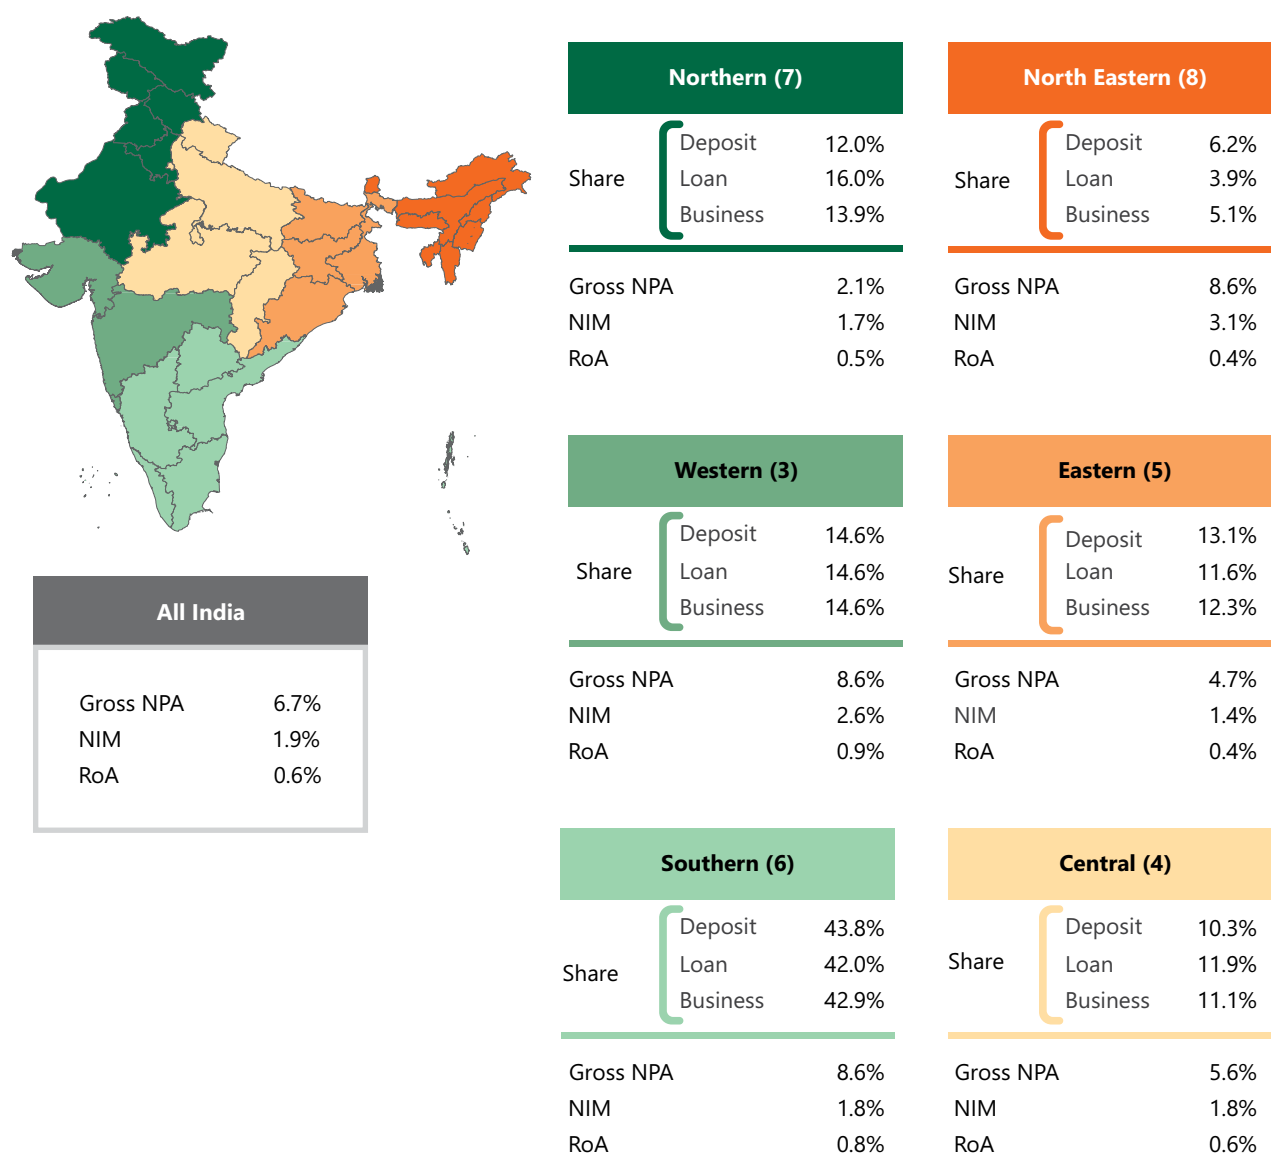 Northern (7)
Share
Deposit 12.0%
Loan 16.0%
Business 13.9%
Gross NPA 2.1%
NIM 1.7%
RoA 0.5%
North Eastern (8)
Share
Deposit 6.2%
Loan 3.9%
Business 5.1%
Gross NPA 8.6%
NIM 3.1%
RoA 0.4%
Western (3)
Share
Deposit 14.6%
Loan 14.6%
Business 14.6%
Gross NPA 8.6%
NIM 2.6%
RoA 0.9%
Eastern (5)
Share
Deposit 13.1%
Loan 11.6%
Business 12.3%
Gross NPA 4.7%
NIM 1.4%
RoA 0.4%
All India
Gross NPA 6.7%
NIM 1.9%
RoA 0.6%
Southern (6)
Share
Deposit 43.8%
Loan 42.0%
Business 42.9%
Gross NPA 8.6%
NIM 1.8%
RoA 0.8%
Central (4)
Share
Deposit 10.3%
Loan 11.9%
Business 11.1%
Gross NPA 5.6%
NIM 1.8%
RoA 0.6%